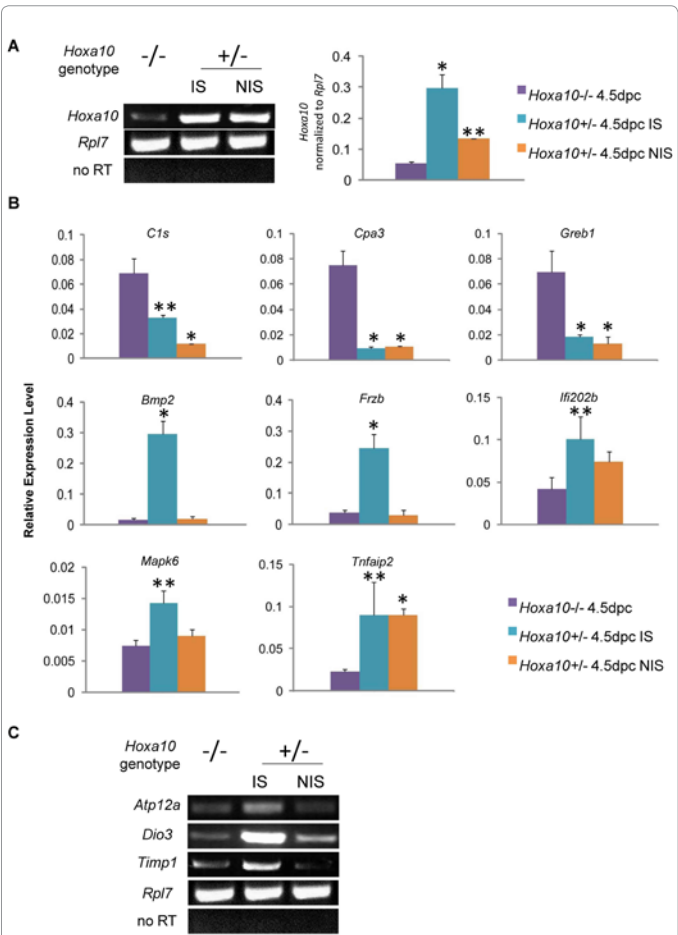 A
Hoxa10 genotype -/- +/-
IS NIS
Hoxa10
Rpl7
no RT
Hoxa10 normalized to Rpl7
0.4
0.3
0.2
0.1
0
*
**
Hoxa10-/- 4.5dpc
Hoxa10+/- 4.5dpc IS
Hoxa10+/- 4.5dpc NIS
B
Relative Expression Level
C1s
0.1
0.08
0.06
0.04
0.02
0
**
*
Cpa3
0.1
0.08
0.06
0.04
0.02
0
* *
Greb1
0.1
0.08
0.06
0.04
0.02
0
* *
Bmp2
0.4
0.3
0.2
0.1
0
*
Frzb
0.4
0.3
0.2
0.1
0
*
Ifi202b
0.15
0.1
0.05
0
**
Mapk6
0.02
0.015
0.01
0.005
0
**
Tnfaip2
0.15
0.1
0.05
0
**
*
Hoxa10-/- 4.5dpc
Hoxa10+/- 4.5dpc IS
Hoxa10+/- 4.5dpc NIS
C
Hoxa10 genotype -/- +/-
IS NIS
Atp12a
Dio3
Timp1
Rpl7
no RT